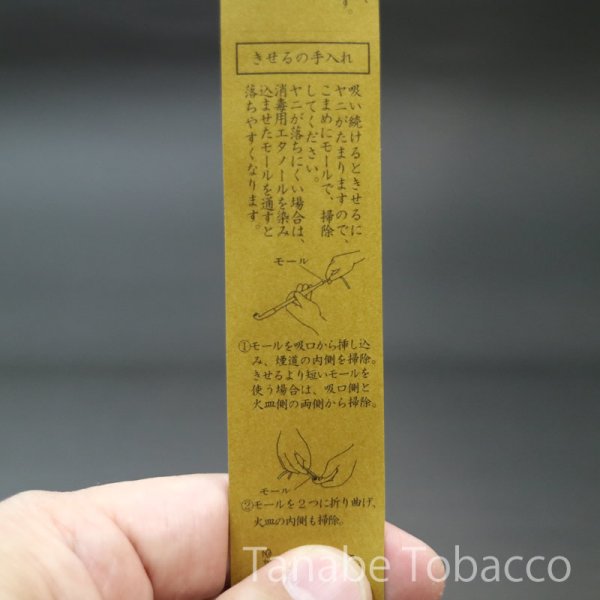 す。
きせるの手入れ
吸い続けるときせるに
ヤニがたまりますので、
こまめにモールで、掃除
してください。
ヤニが落ちにくい場合は、
消毒用エタノールを染み
込ませたモールを通すと
落ちやすくなります。
モール
①モールを吸口から挿し込
み、煙道の内側を掃除。
きせるより短いモールを
使う場合は、吸口側と
火皿側の両側から掃除。
モール
②モールを2つに折り曲げ、
火皿の内側も掃除。
Tanabe Tobacco